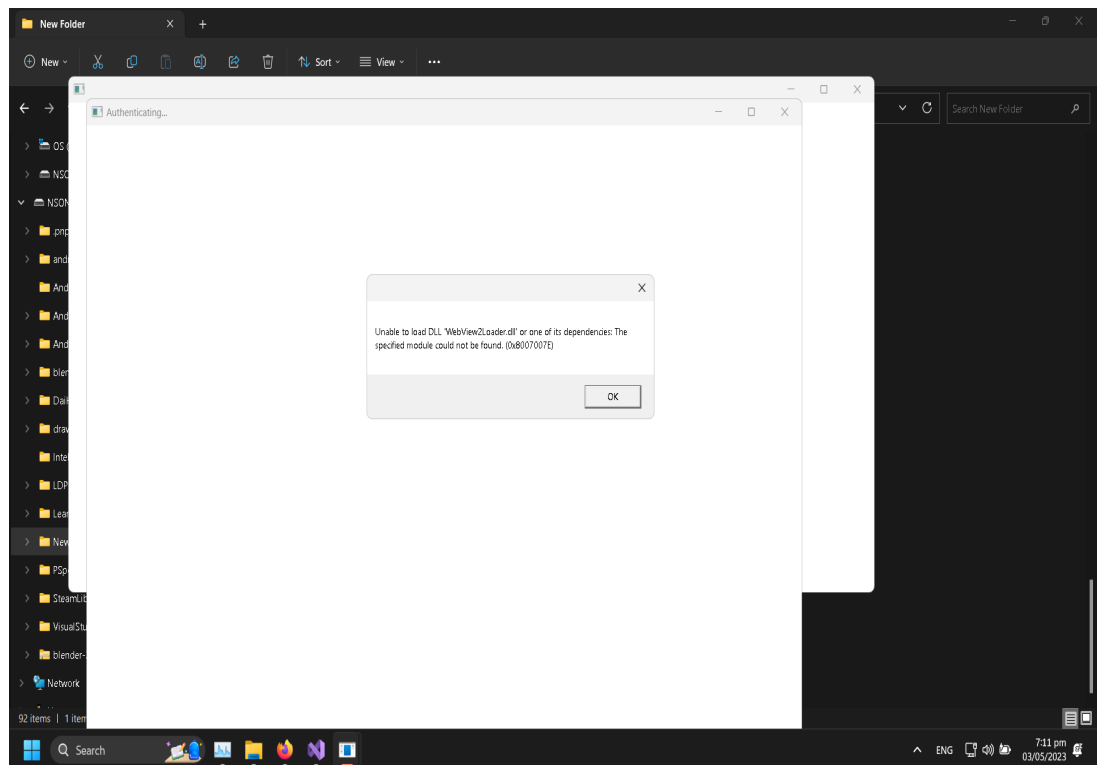 New Folder
New
Sort
View
Search New Folder
Authenticating...
OS (
NSO
NSON
.pnp
andr
And
And
And
blen
Dai
draw
Inte
LDP
Lear
New
PSp
SteamLib
VisualStu
blender-
Network
Unable to load DLL 'WebView2Loader.dll' or one of its dependencies: The
specified module could not be found. (0x8007007E)
OK
92 items | 1 item
Search
ENG
7:11 pm
03/05/2023